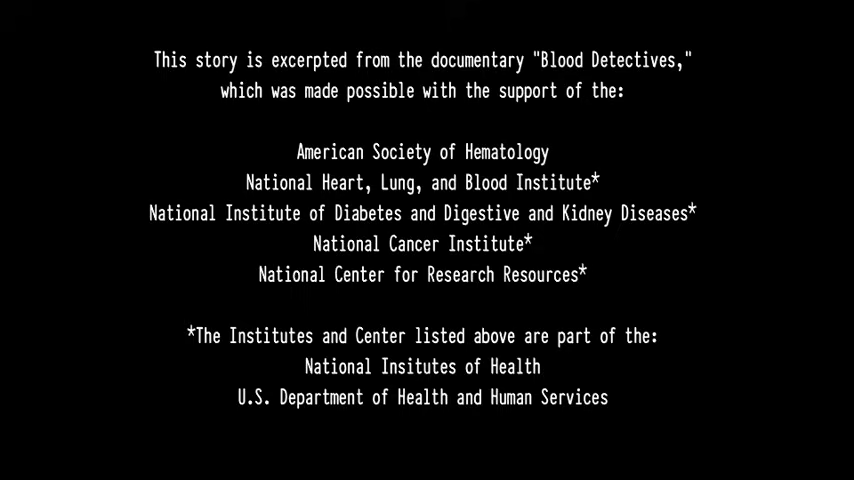 This story is excerpted from the documentary "Blood Detectives,"
which was made possible with the support of the:
American Society of Hematology
National Heart, Lung, and Blood Institute*
National Institute of Diabetes and Digestive and Kidney Diseases*
National Cancer Institute*
National Center for Research Resources*
*The Institutes and Center listed above are part of the:
National Insitutes of Health
U.S. Department of Health and Human Services